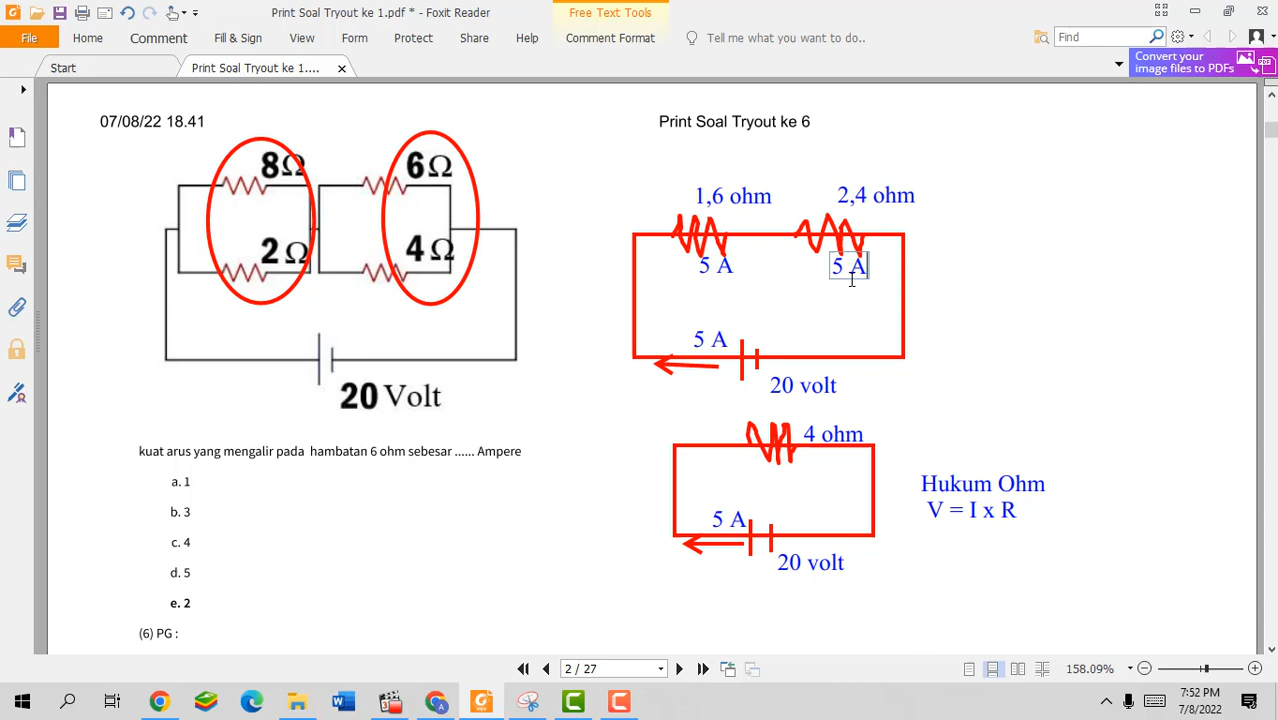 Print Soal Tryout ke 1.pdf * - Foxit Reader
Free Text Tools
File
Home
Comment
Fill & Sign
View
Form
Protect
Share
Help
Comment Format
Tell me what you want to do..
Find
Start
Print Soal Tryout ke 1....
Convert your
image files to PDFs
07/08/22 18.41
Print Soal Tryout ke 6
8Ω
6Ω
2Ω
4Ω
20 Volt
1,6 ohm
2,4 ohm
5 A
5 A
5 A
20 volt
4 ohm
5 A
20 volt
Hukum Ohm
V = I x R
kuat arus yang mengalir pada hambatan 6 ohm sebesar ...... Ampere
a. 1
b. 3
c. 4
d. 5
e. 2
(6) PG :
2 / 27
158.09%
7:52 PM
7/8/2022